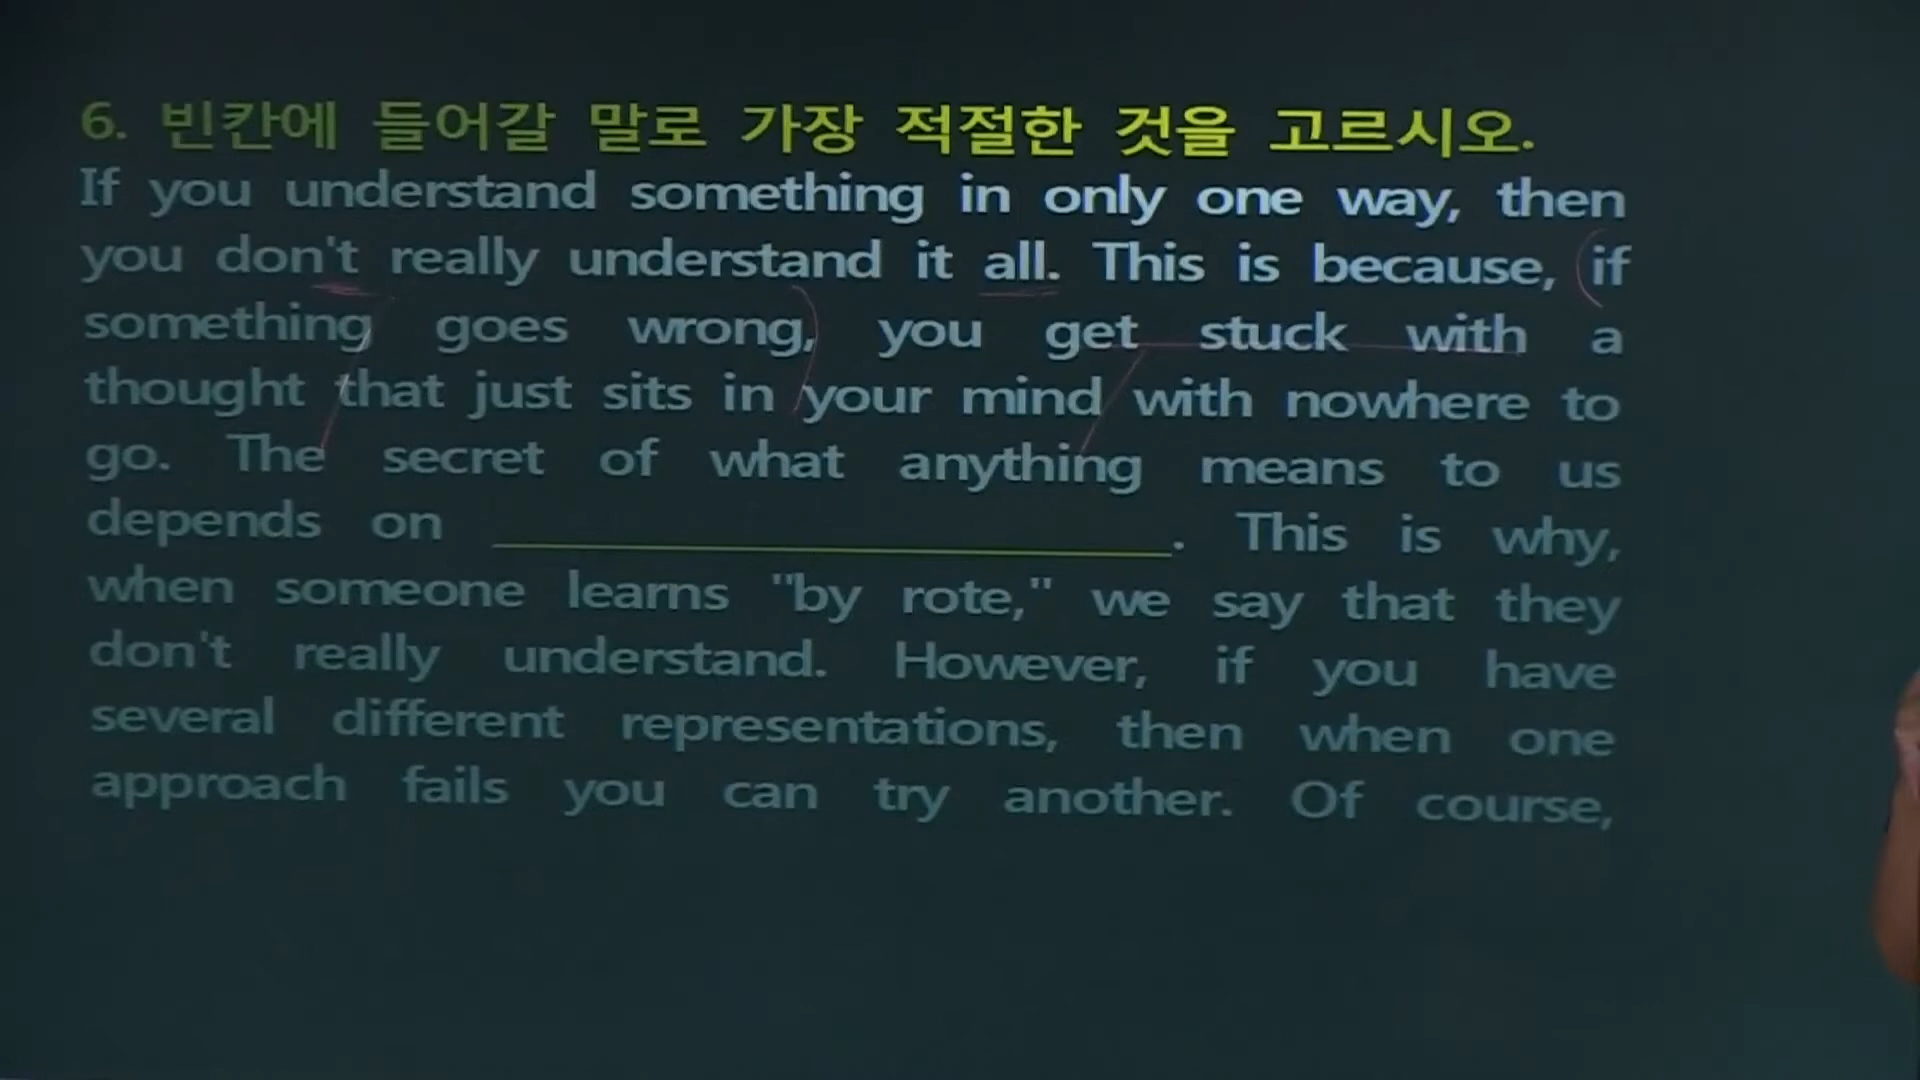 6. 빈칸에 들어갈 말로 가장 적절한 것을 고르시오.
If you understand something in only one way, then
you don't really understand it all. This is because, if
something goes wrong, you get stuck with a
thought that just sits in your mind with nowhere to
go. The secret of what anything means to us
depends on ____________________. This is why,
when someone learns "by rote," we say that they
don't really understand. However, if you have
several different representations, then when one
approach fails you can try another. Of course,